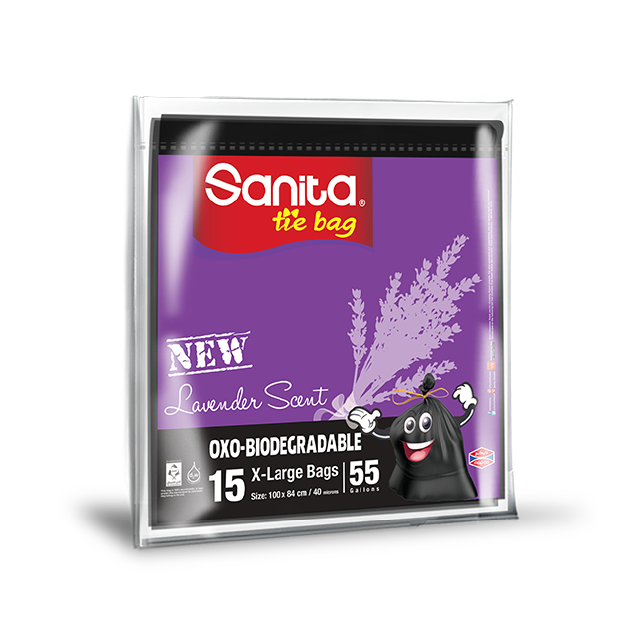 Sanita®
tie bag
NEW
Lavender Scent
OXO-BIODEGRADABLE
15 X-Large Bags 55
Size: 100 x 84 cm / 40 microns
Gallons